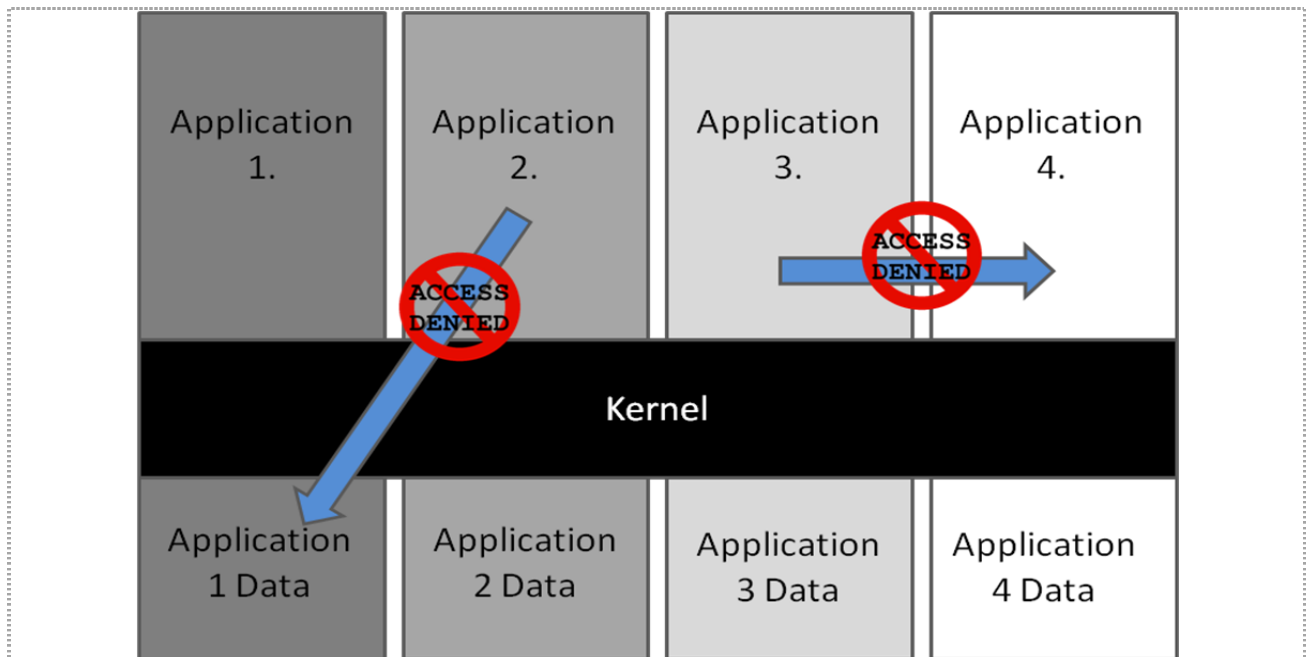 Application
1.
Application
2.
Application
3.
Application
4.
ACCESS
DENIED
ACCESS
DENIED
Kernel
Application
1 Data
Application
2 Data
Application
3 Data
Application
4 Data